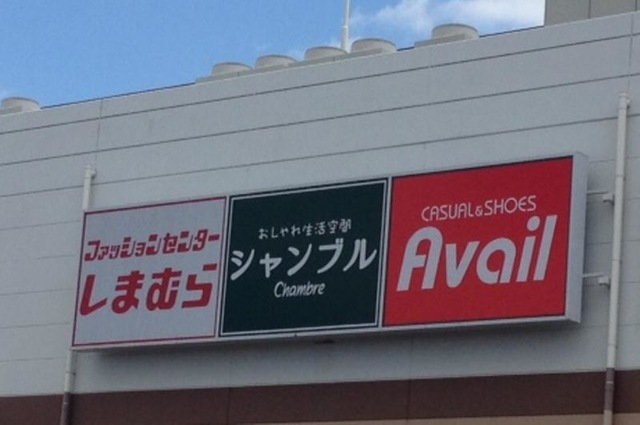 ファッションセンター
しまむら
おしゃれ生活空間
シャンブル
Chambre
CASUAL&SHOES
Avail